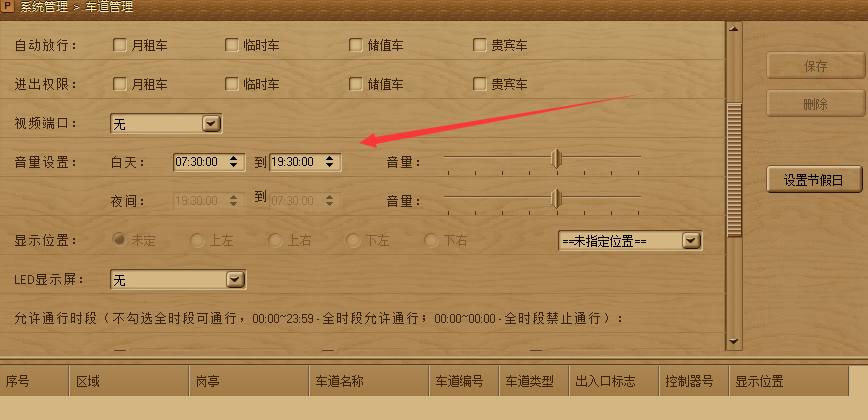 P 系统管理 > 车道管理
自动放行： 月租车 临时车 储值车 贵宾车
进出权限： 月租车 临时车 储值车 贵宾车
保存
删除
视频端口： 无
音量设置： 白天： 07:30:00 到 19:30:00 音量：
设置节假日
夜间： 19:30:00 到 07:30:00 音量：
显示位置： 未定 上左 上右 下左 下右 ==未指定位置==
LED显示屏： 无
允许通行时段（不勾选全时段可通行，00:00~23:59 - 全时段允许通行；00:00~00:00 - 全时段禁止通行）：
序号 区域 岗亭 车道名称 车道编号 车道类型 出入口标志 控制器号 显示位置